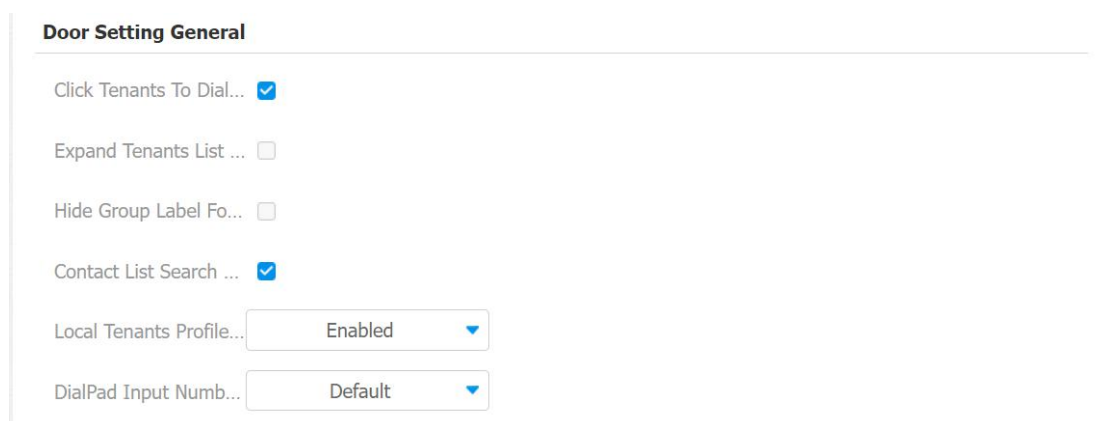 Door Setting General
Click Tenants To Dial...
Expand Tenants List ...
Hide Group Label Fo...
Contact List Search ...
Local Tenants Profile... Enabled
DialPad Input Numb... Default